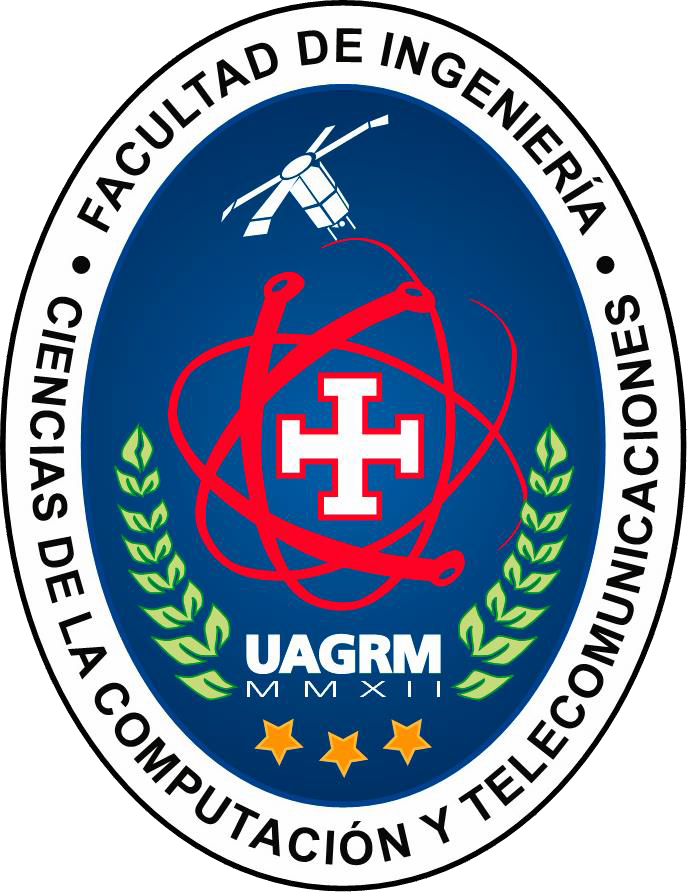 FACULTAD DE INGENIERÍA
CIENCIAS DE LA COMPUTACIÓN Y TELECOMUNICACIONES
UAGRM
MMXII